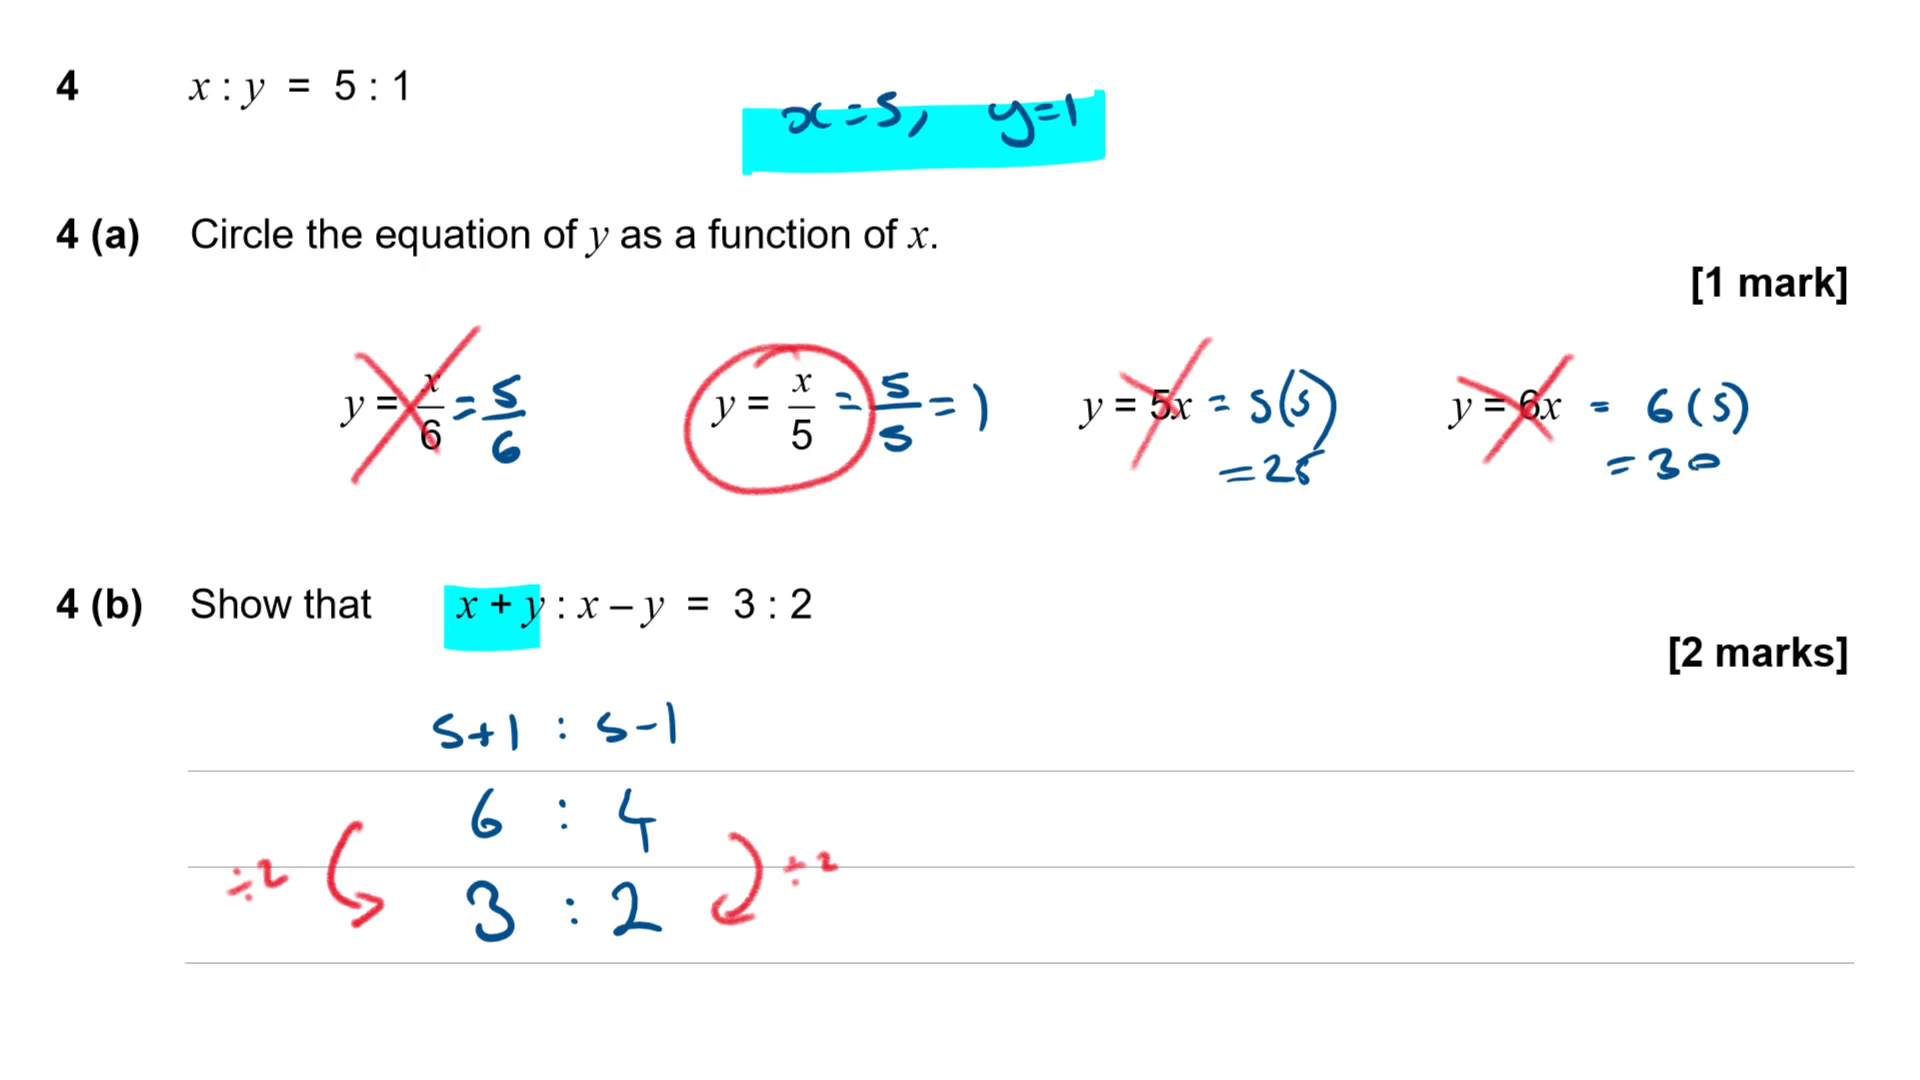 4 x : y = 5 : 1
x = 5, y = 1
4 (a) Circle the equation of y as a function of x.
[1 mark]
y = x/6 = 5/6 y = x/5 = 5/5 = 1 y = 5x = 5(5) y = 6x = 6(5)
= 25 = 30
4 (b) Show that x + y : x – y = 3 : 2
[2 marks]
5+1 : 5-1
6 : 4
÷2 ÷2
3 : 2